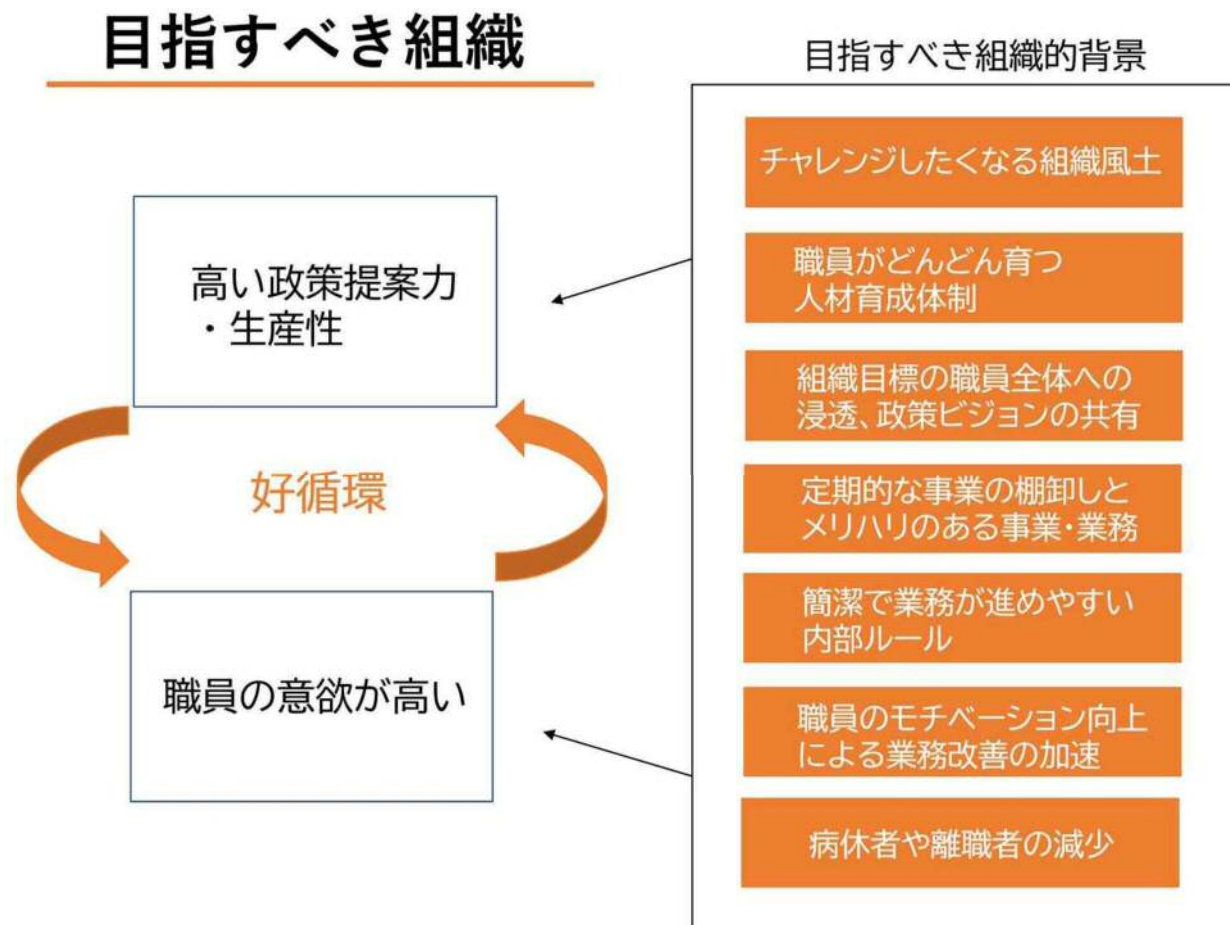 目指すべき組織
高い政策提案力
・生産性
好循環
職員の意欲が高い
目指すべき組織的背景
チャレンジしたくなる組織風土
職員がどんどん育つ
人材育成体制
組織目標の職員全体への
浸透、政策ビジョンの共有
定期的な事業の棚卸しと
メリハリのある事業・業務
簡潔で業務が進めやすい
内部ルール
職員のモチベーション向上
による業務改善の加速
病休者や離職者の減少